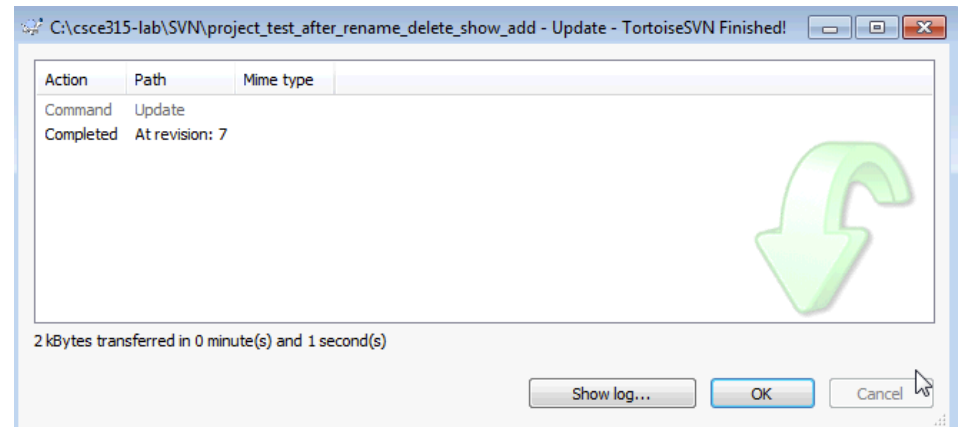 C:\csce315-lab\SVN\project_test_after_rename_delete_show_add - Update - TortoiseSVN Finished!
Action Path Mime type
Command Update
Completed At revision: 7
2 kBytes transferred in 0 minute(s) and 1 second(s)
Show log... OK Cancel